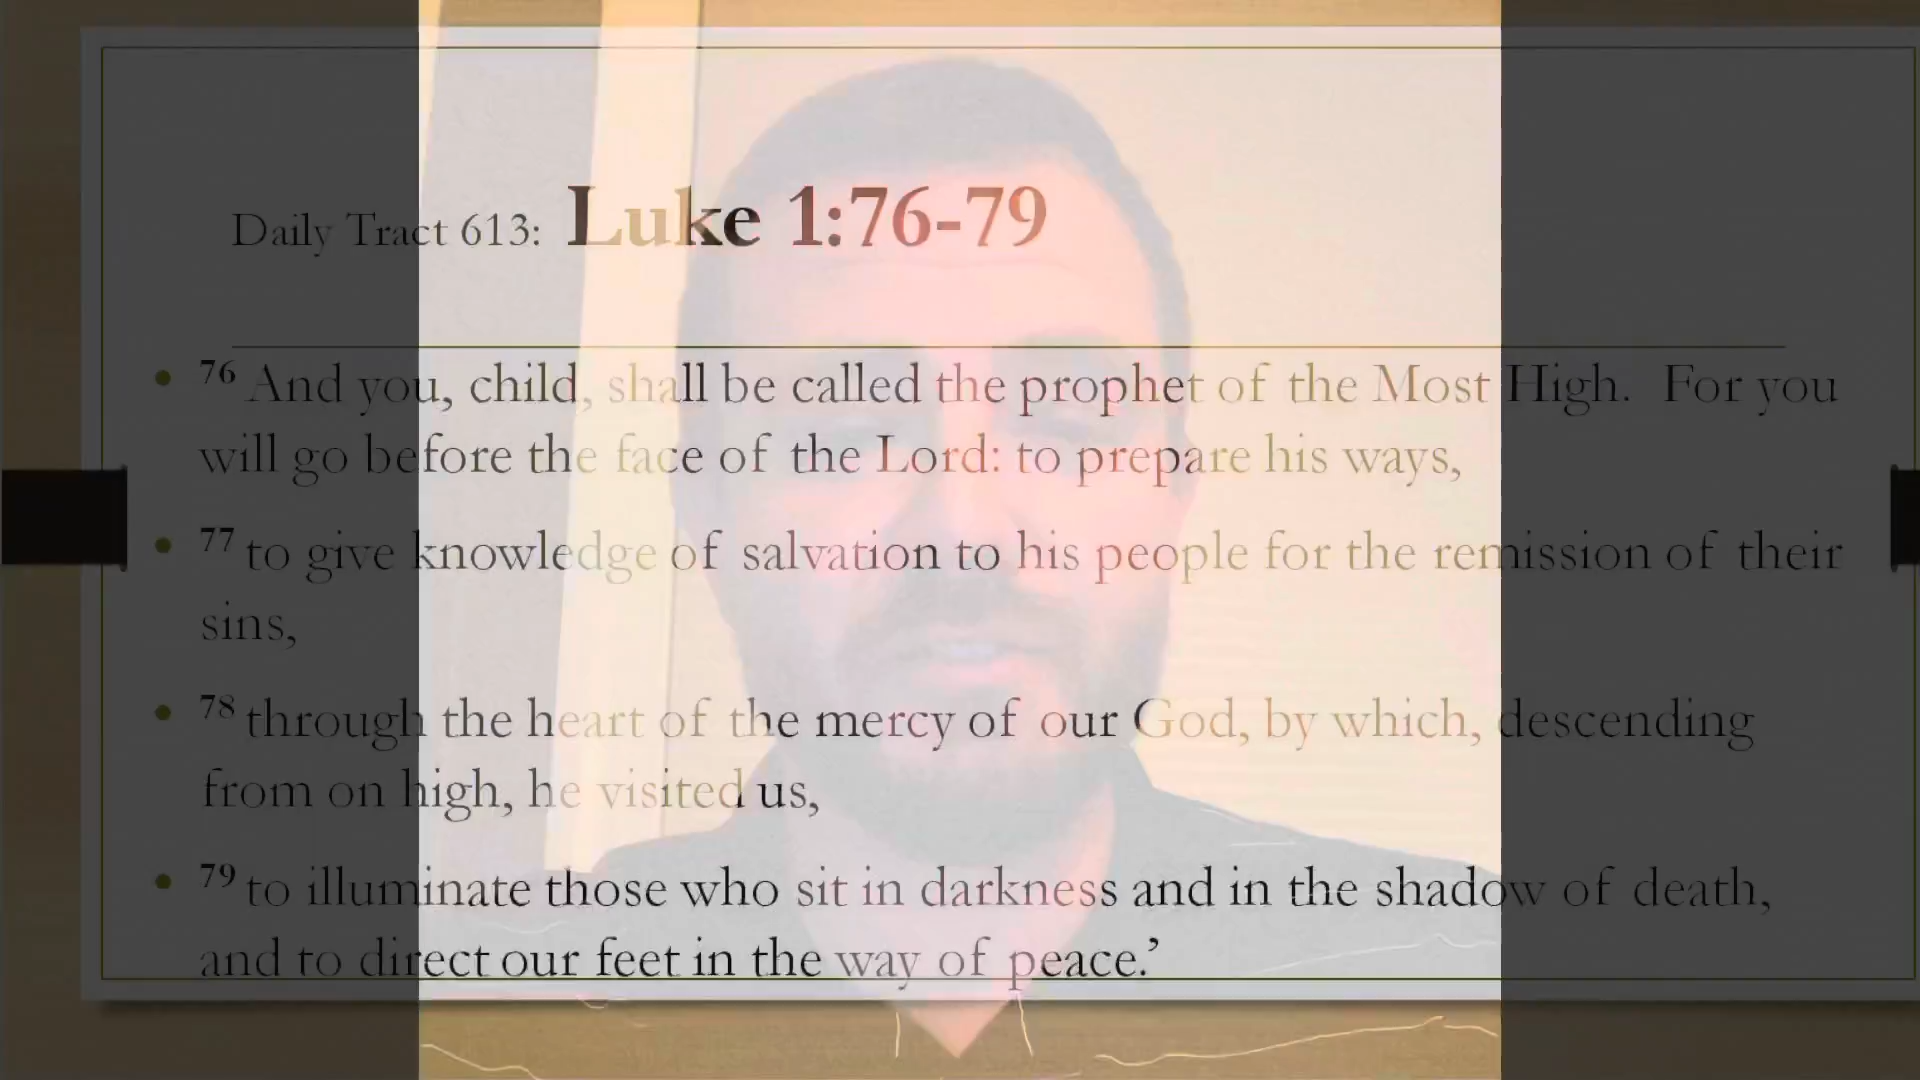 Daily Tract 613: Luke 1:76-79
76 And you, child, shall be called the prophet of the Most High. For you
will go before the face of the Lord: to prepare his ways,
77 to give knowledge of salvation to his people for the remission of their
sins,
78 through the heart of the mercy of our God, by which, descending
from on high, he visited us,
79 to illuminate those who sit in darkness and in the shadow of death,
and to direct our feet in the way of peace.’